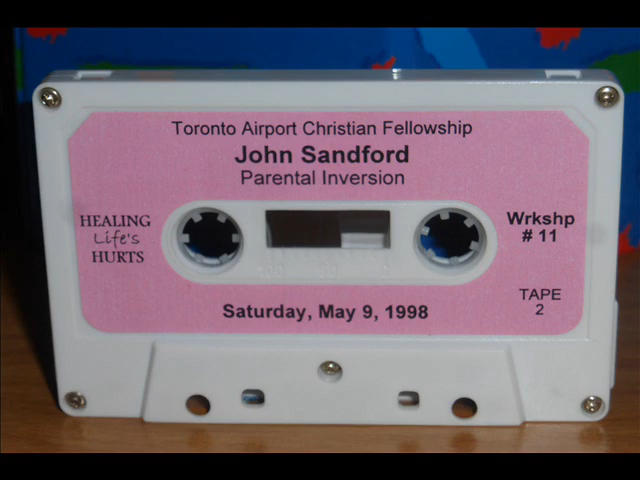 Toronto Airport Christian Fellowship
John Sandford
Parental Inversion
HEALING
Life's
HURTS
Wrkshp
# 11
Saturday, May 9, 1998
TAPE
2